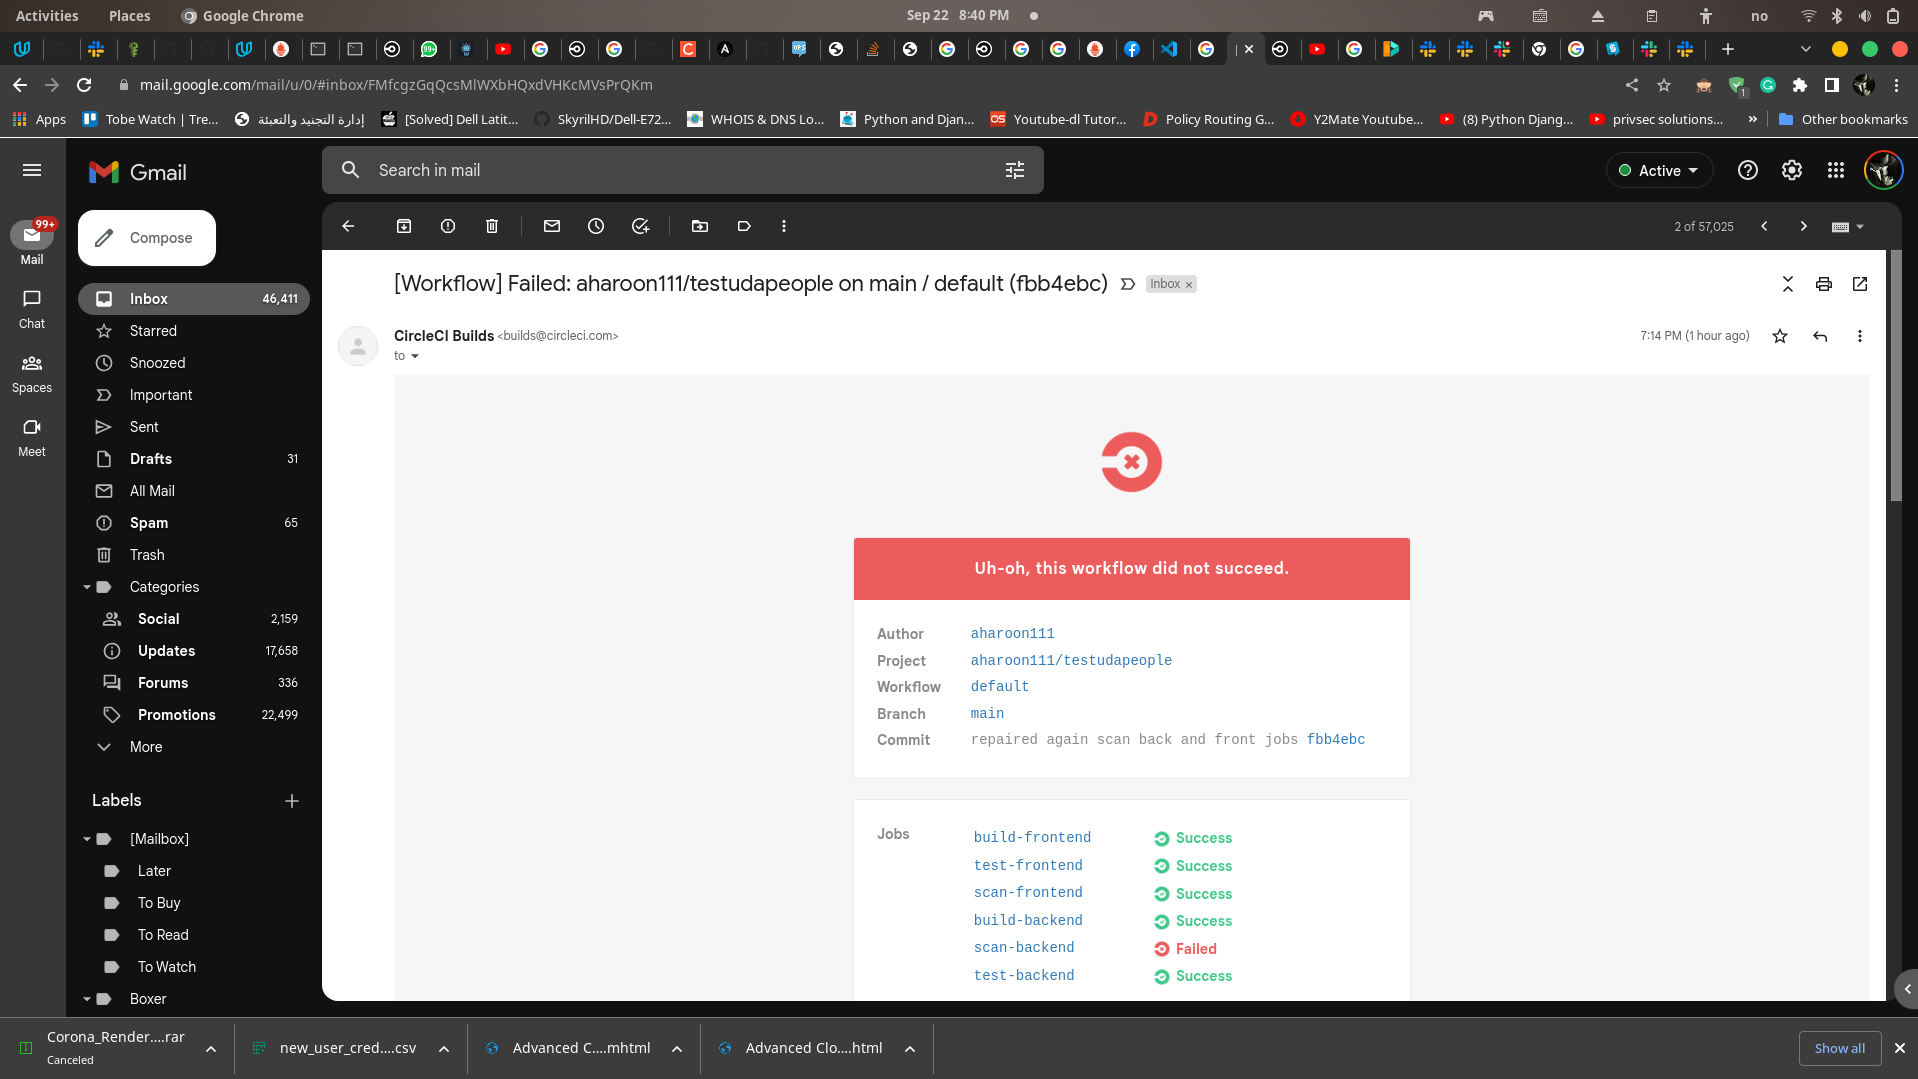 Activities Places Google Chrome Sep 22 8:40 PM no
99+
mail.google.com/mail/u/0/#inbox/FMfcgzGqQcsMlWXbHQxdVHKcMVsPrQKm 1
Apps Tobe Watch | Tre... إدارة التجنيد والتعبئة [Solved] Dell Latit... SkyrilHD/Dell-E72... WHOIS & DNS Lo... Python and Djan... Youtube-dl Tutor... Policy Routing G... Y2Mate Youtube... (8) Python Djang... privsec solutions... » Other bookmarks
Gmail
Search in mail
Active
99+
Mail
Chat
Spaces
Meet
Compose
Inbox 46,411
Starred
Snoozed
Important
Sent
Drafts 31
All Mail
Spam 65
Trash
Categories
Social 2,159
Updates 17,658
Forums 336
Promotions 22,499
More
Labels
[Mailbox]
Later
To Buy
To Read
To Watch
Boxer
2 of 57,025
[Workflow] Failed: aharoon111/testudapeople on main / default (fbb4ebc) Inbox ×
CircleCI Builds <builds@circleci.com> 7:14 PM (1 hour ago)
to
Uh-oh, this workflow did not succeed.
Author aharoon111
Project aharoon111/testudapeople
Workflow default
Branch main
Commit repaired again scan back and front jobs fbb4ebc
Jobs
build-frontend Success
test-frontend Success
scan-frontend Success
build-backend Success
scan-backend Failed
test-backend Success
Corona_Render....rar
Canceled
new_user_cred....csv
Advanced C....mhtml
Advanced Clo....html
Show all